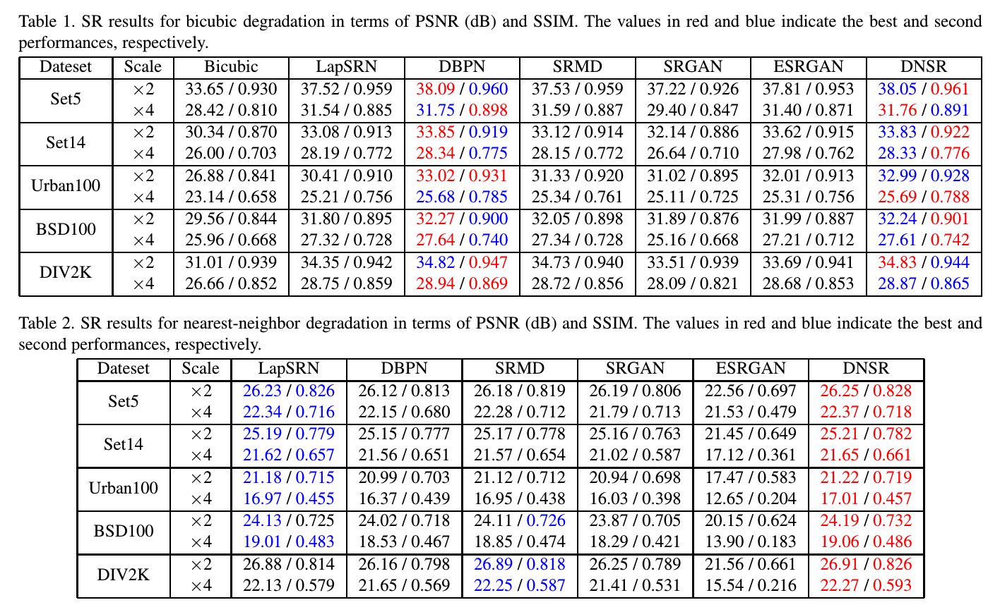 Table 1. SR results for bicubic degradation in terms of PSNR (dB) and SSIM. The values in red and blue indicate the best and second
performances, respectively.
Dateset Scale Bicubic LapSRN DBPN SRMD SRGAN ESRGAN DNSR
Set5 ×2 33.65 / 0.930 37.52 / 0.959 38.09 / 0.960 37.53 / 0.959 37.22 / 0.926 37.81 / 0.953 38.05 / 0.961
×4 28.42 / 0.810 31.54 / 0.885 31.75 / 0.898 31.59 / 0.887 29.40 / 0.847 31.40 / 0.871 31.76 / 0.891
Set14 ×2 30.34 / 0.870 33.08 / 0.913 33.85 / 0.919 33.12 / 0.914 32.14 / 0.886 33.62 / 0.915 33.83 / 0.922
×4 26.00 / 0.703 28.19 / 0.772 28.34 / 0.775 28.15 / 0.772 26.64 / 0.710 27.98 / 0.762 28.33 / 0.776
Urban100 ×2 26.88 / 0.841 30.41 / 0.910 33.02 / 0.931 31.33 / 0.920 31.02 / 0.895 32.01 / 0.913 32.99 / 0.928
×4 23.14 / 0.658 25.21 / 0.756 25.68 / 0.785 25.34 / 0.761 25.11 / 0.725 25.31 / 0.756 25.69 / 0.788
BSD100 ×2 29.56 / 0.844 31.80 / 0.895 32.27 / 0.900 32.05 / 0.898 31.89 / 0.876 31.99 / 0.887 32.24 / 0.901
×4 25.96 / 0.668 27.32 / 0.728 27.64 / 0.740 27.34 / 0.728 25.16 / 0.668 27.21 / 0.712 27.61 / 0.742
DIV2K ×2 31.01 / 0.939 34.35 / 0.942 34.82 / 0.947 34.73 / 0.940 33.51 / 0.939 33.69 / 0.941 34.83 / 0.944
×4 26.66 / 0.852 28.75 / 0.859 28.94 / 0.869 28.72 / 0.856 28.09 / 0.821 28.68 / 0.853 28.87 / 0.865
Table 2. SR results for nearest-neighbor degradation in terms of PSNR (dB) and SSIM. The values in red and blue indicate the best and
second performances, respectively.
Dateset Scale LapSRN DBPN SRMD SRGAN ESRGAN DNSR
Set5 ×2 26.23 / 0.826 26.12 / 0.813 26.18 / 0.819 26.19 / 0.806 22.56 / 0.697 26.25 / 0.828
×4 22.34 / 0.716 22.15 / 0.680 22.28 / 0.712 21.79 / 0.713 21.53 / 0.479 22.37 / 0.718
Set14 ×2 25.19 / 0.779 25.15 / 0.777 25.17 / 0.778 25.16 / 0.763 21.45 / 0.649 25.21 / 0.782
×4 21.62 / 0.657 21.56 / 0.651 21.57 / 0.654 21.02 / 0.587 17.12 / 0.361 21.65 / 0.661
Urban100 ×2 21.18 / 0.715 20.99 / 0.703 21.12 / 0.712 20.94 / 0.698 17.47 / 0.583 21.22 / 0.719
×4 16.97 / 0.455 16.37 / 0.439 16.95 / 0.438 16.03 / 0.398 12.65 / 0.204 17.01 / 0.457
BSD100 ×2 24.13 / 0.725 24.02 / 0.718 24.11 / 0.726 23.87 / 0.705 20.15 / 0.624 24.19 / 0.732
×4 19.01 / 0.483 18.53 / 0.467 18.85 / 0.474 18.29 / 0.421 13.90 / 0.183 19.06 / 0.486
DIV2K ×2 26.88 / 0.814 26.16 / 0.798 26.89 / 0.818 26.25 / 0.789 21.56 / 0.661 26.91 / 0.826
×4 22.13 / 0.579 21.65 / 0.569 22.25 / 0.587 21.41 / 0.531 15.54 / 0.216 22.27 / 0.593